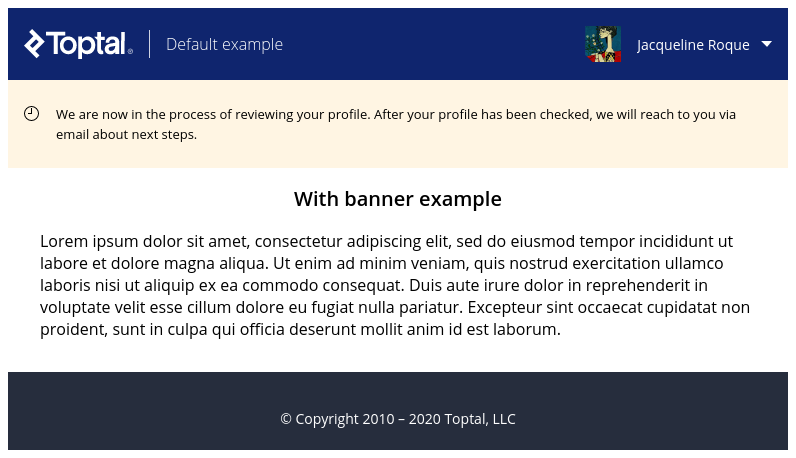 Toptal®
Default example
Jacqueline Roque
We are now in the process of reviewing your profile. After your profile has been checked, we will reach to you via
email about next steps.
With banner example
Lorem ipsum dolor sit amet, consectetur adipiscing elit, sed do eiusmod tempor incididunt ut
labore et dolore magna aliqua. Ut enim ad minim veniam, quis nostrud exercitation ullamco
laboris nisi ut aliquip ex ea commodo consequat. Duis aute irure dolor in reprehenderit in
voluptate velit esse cillum dolore eu fugiat nulla pariatur. Excepteur sint occaecat cupidatat non
proident, sunt in culpa qui officia deserunt mollit anim id est laborum.
© Copyright 2010 – 2020 Toptal, LLC